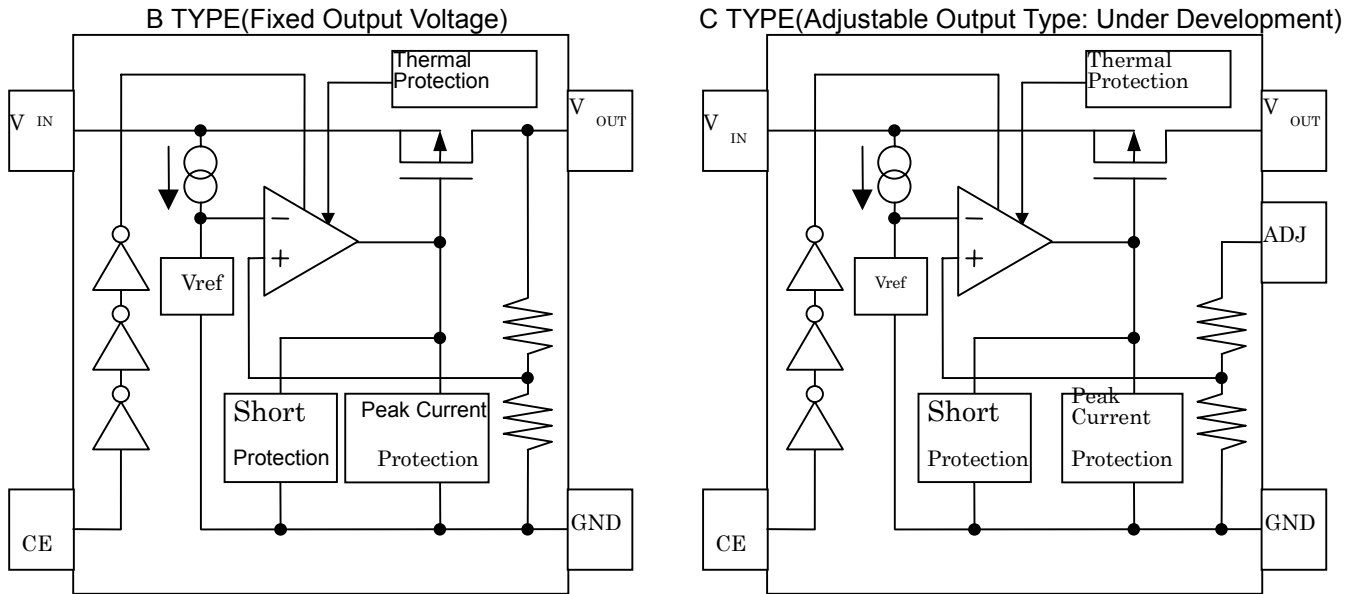 B TYPE(Fixed Output Voltage)
Thermal
Protection
V IN
V OUT
−
+
Vref
Short
Protection
Peak Current
Protection
CE
GND
C TYPE(Adjustable Output Type: Under Development)
Thermal
Protection
V IN
V OUT
ADJ
−
+
Vref
Short
Protection
Peak
Current
Protection
CE
GND